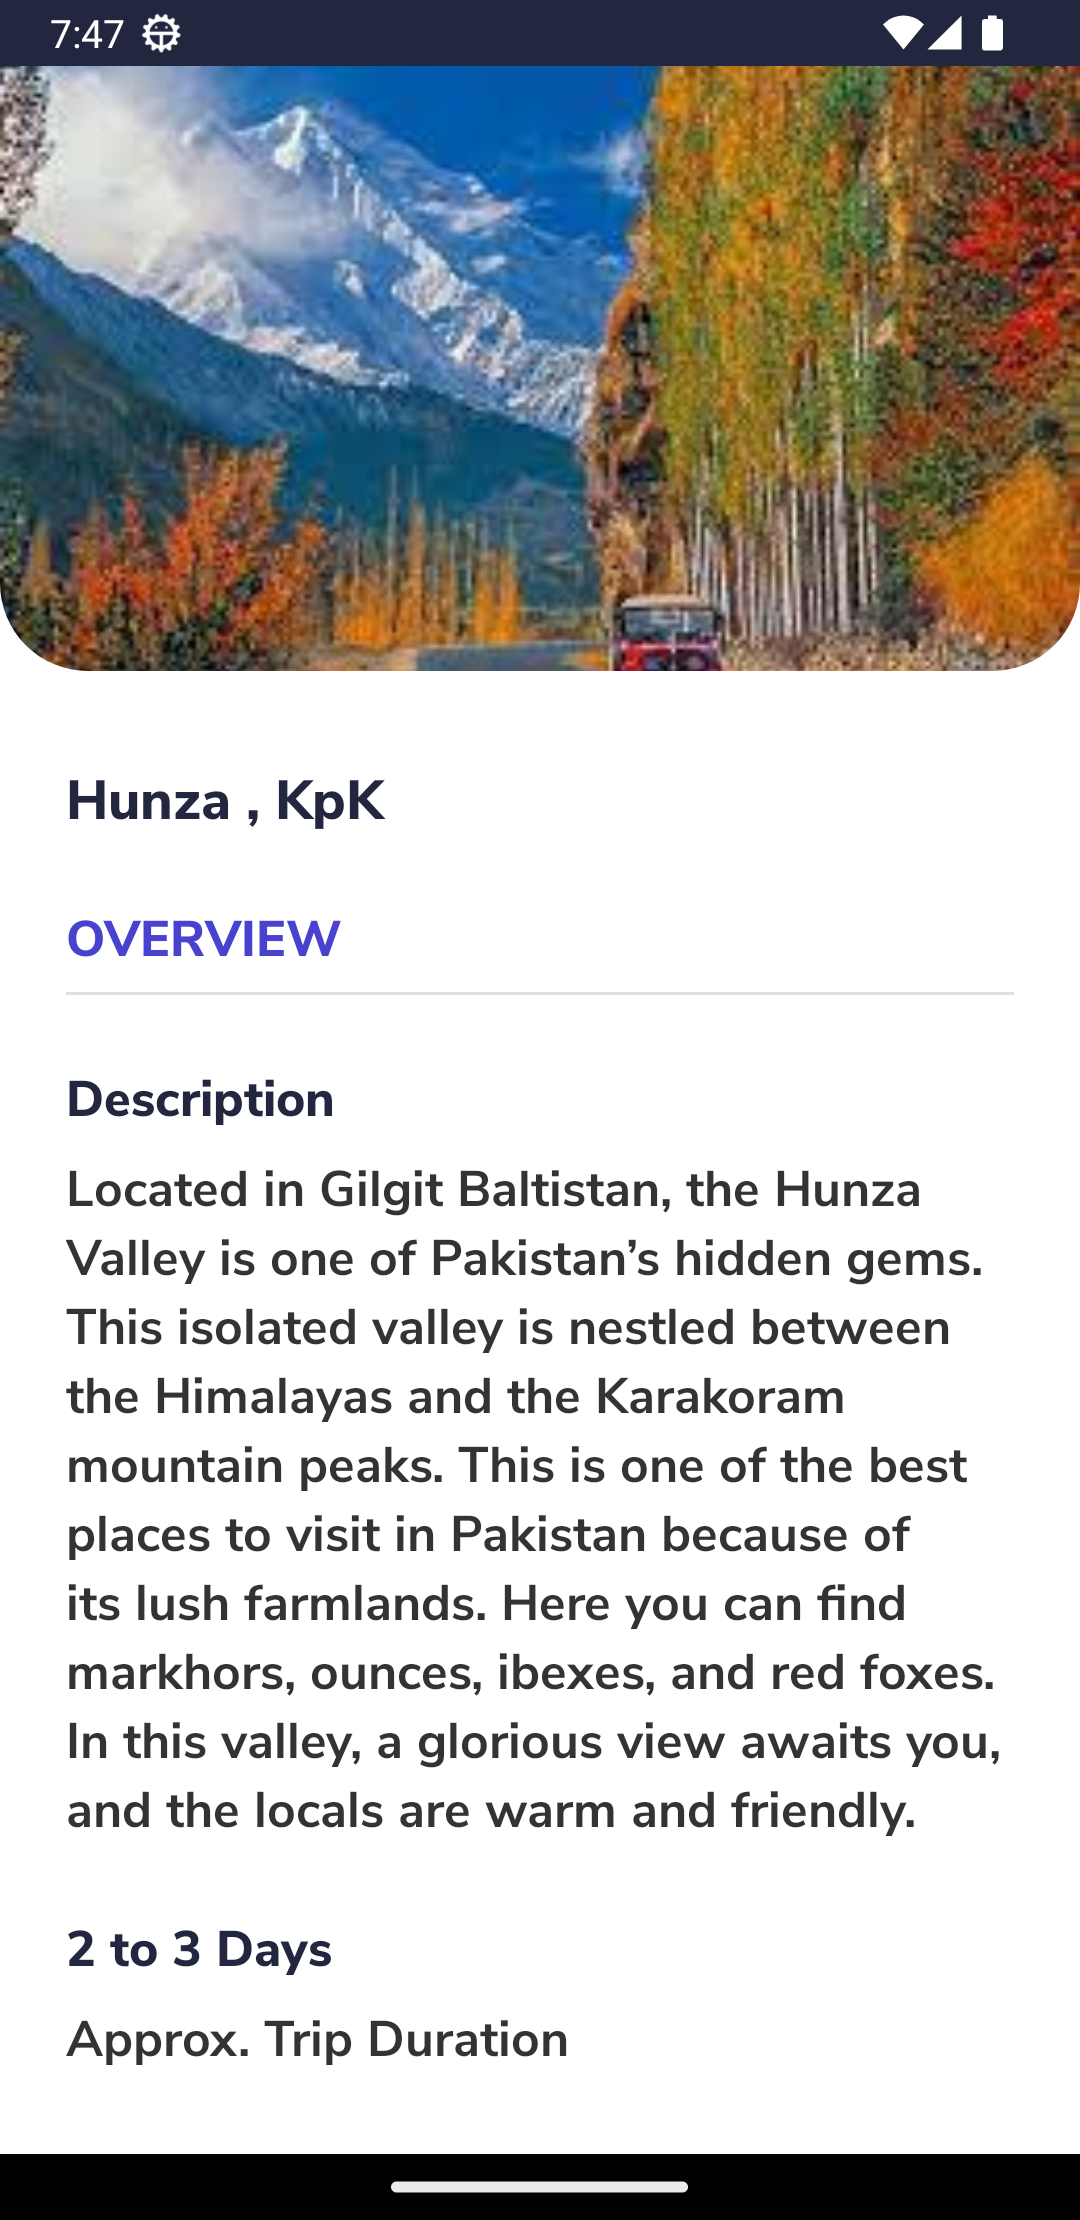 7:47
Hunza , KpK
OVERVIEW
Description
Located in Gilgit Baltistan, the Hunza
Valley is one of Pakistan’s hidden gems.
This isolated valley is nestled between
the Himalayas and the Karakoram
mountain peaks. This is one of the best
places to visit in Pakistan because of
its lush farmlands. Here you can find
markhors, ounces, ibexes, and red foxes.
In this valley, a glorious view awaits you,
and the locals are warm and friendly.
2 to 3 Days
Approx. Trip Duration